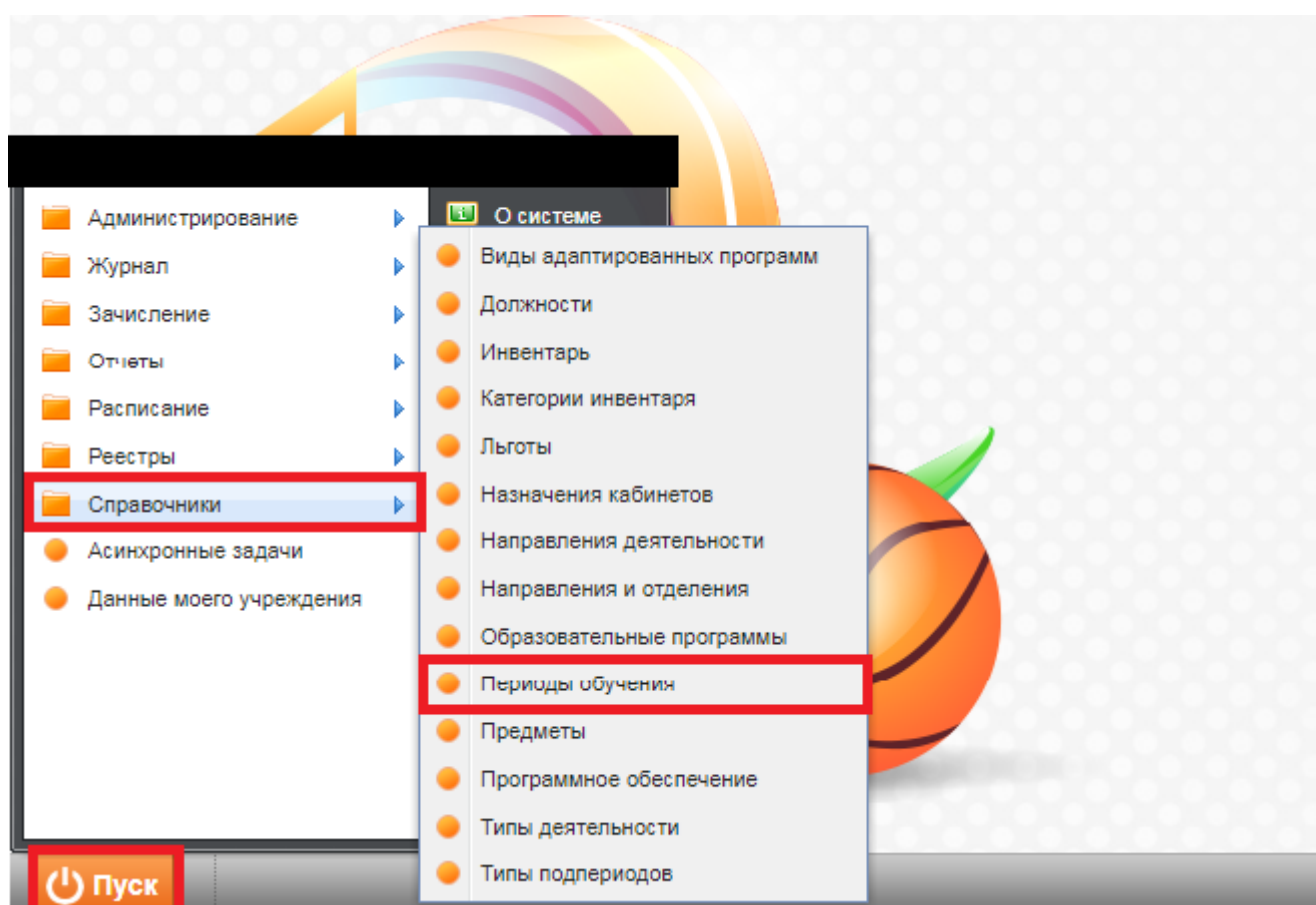 О системе
Администрирование
Журнал
Зачисление
Отчеты
Расписание
Реестры
Справочники
Асинхронные задачи
Данные моего учреждения
Виды адаптированных программ
Должности
Инвентарь
Категории инвентаря
Льготы
Назначения кабинетов
Направления деятельности
Направления и отделения
Образовательные программы
Периоды обучения
Предметы
Программное обеспечение
Типы деятельности
Типы подпериодов
Пуск